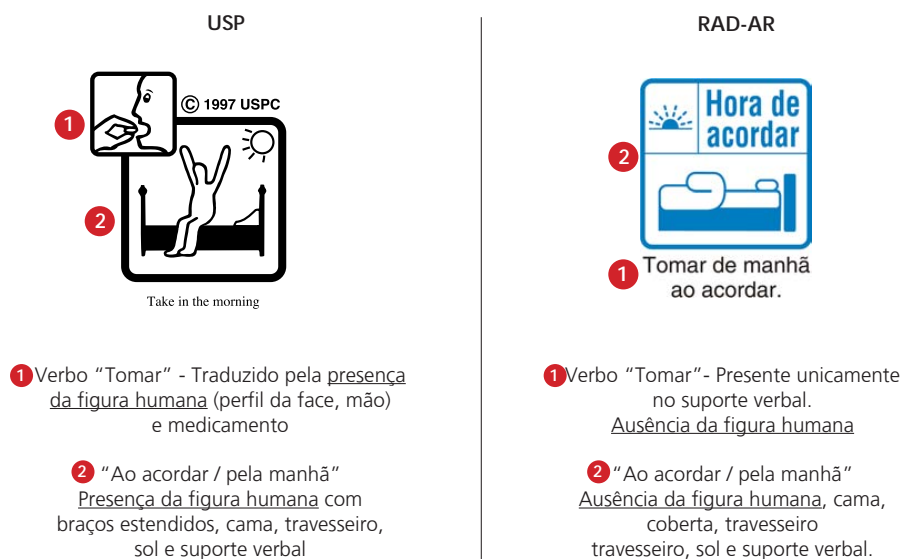 USP
1
© 1997 USPC
2
Take in the morning
1 Verbo “Tomar” - Traduzido pela presença
da figura humana (perfil da face, mão)
e medicamento
2 “Ao acordar / pela manhã”
Presença da figura humana com
braços estendidos, cama, travesseiro,
sol e suporte verbal
RAD-AR
Hora de
acordar
2
1
Tomar de manhã
ao acordar.
1 Verbo “Tomar”- Presente unicamente
no suporte verbal.
Ausência da figura humana
2 “Ao acordar / pela manhã”
Ausência da figura humana, cama,
coberta, travesseiro
travesseiro, sol e suporte verbal.